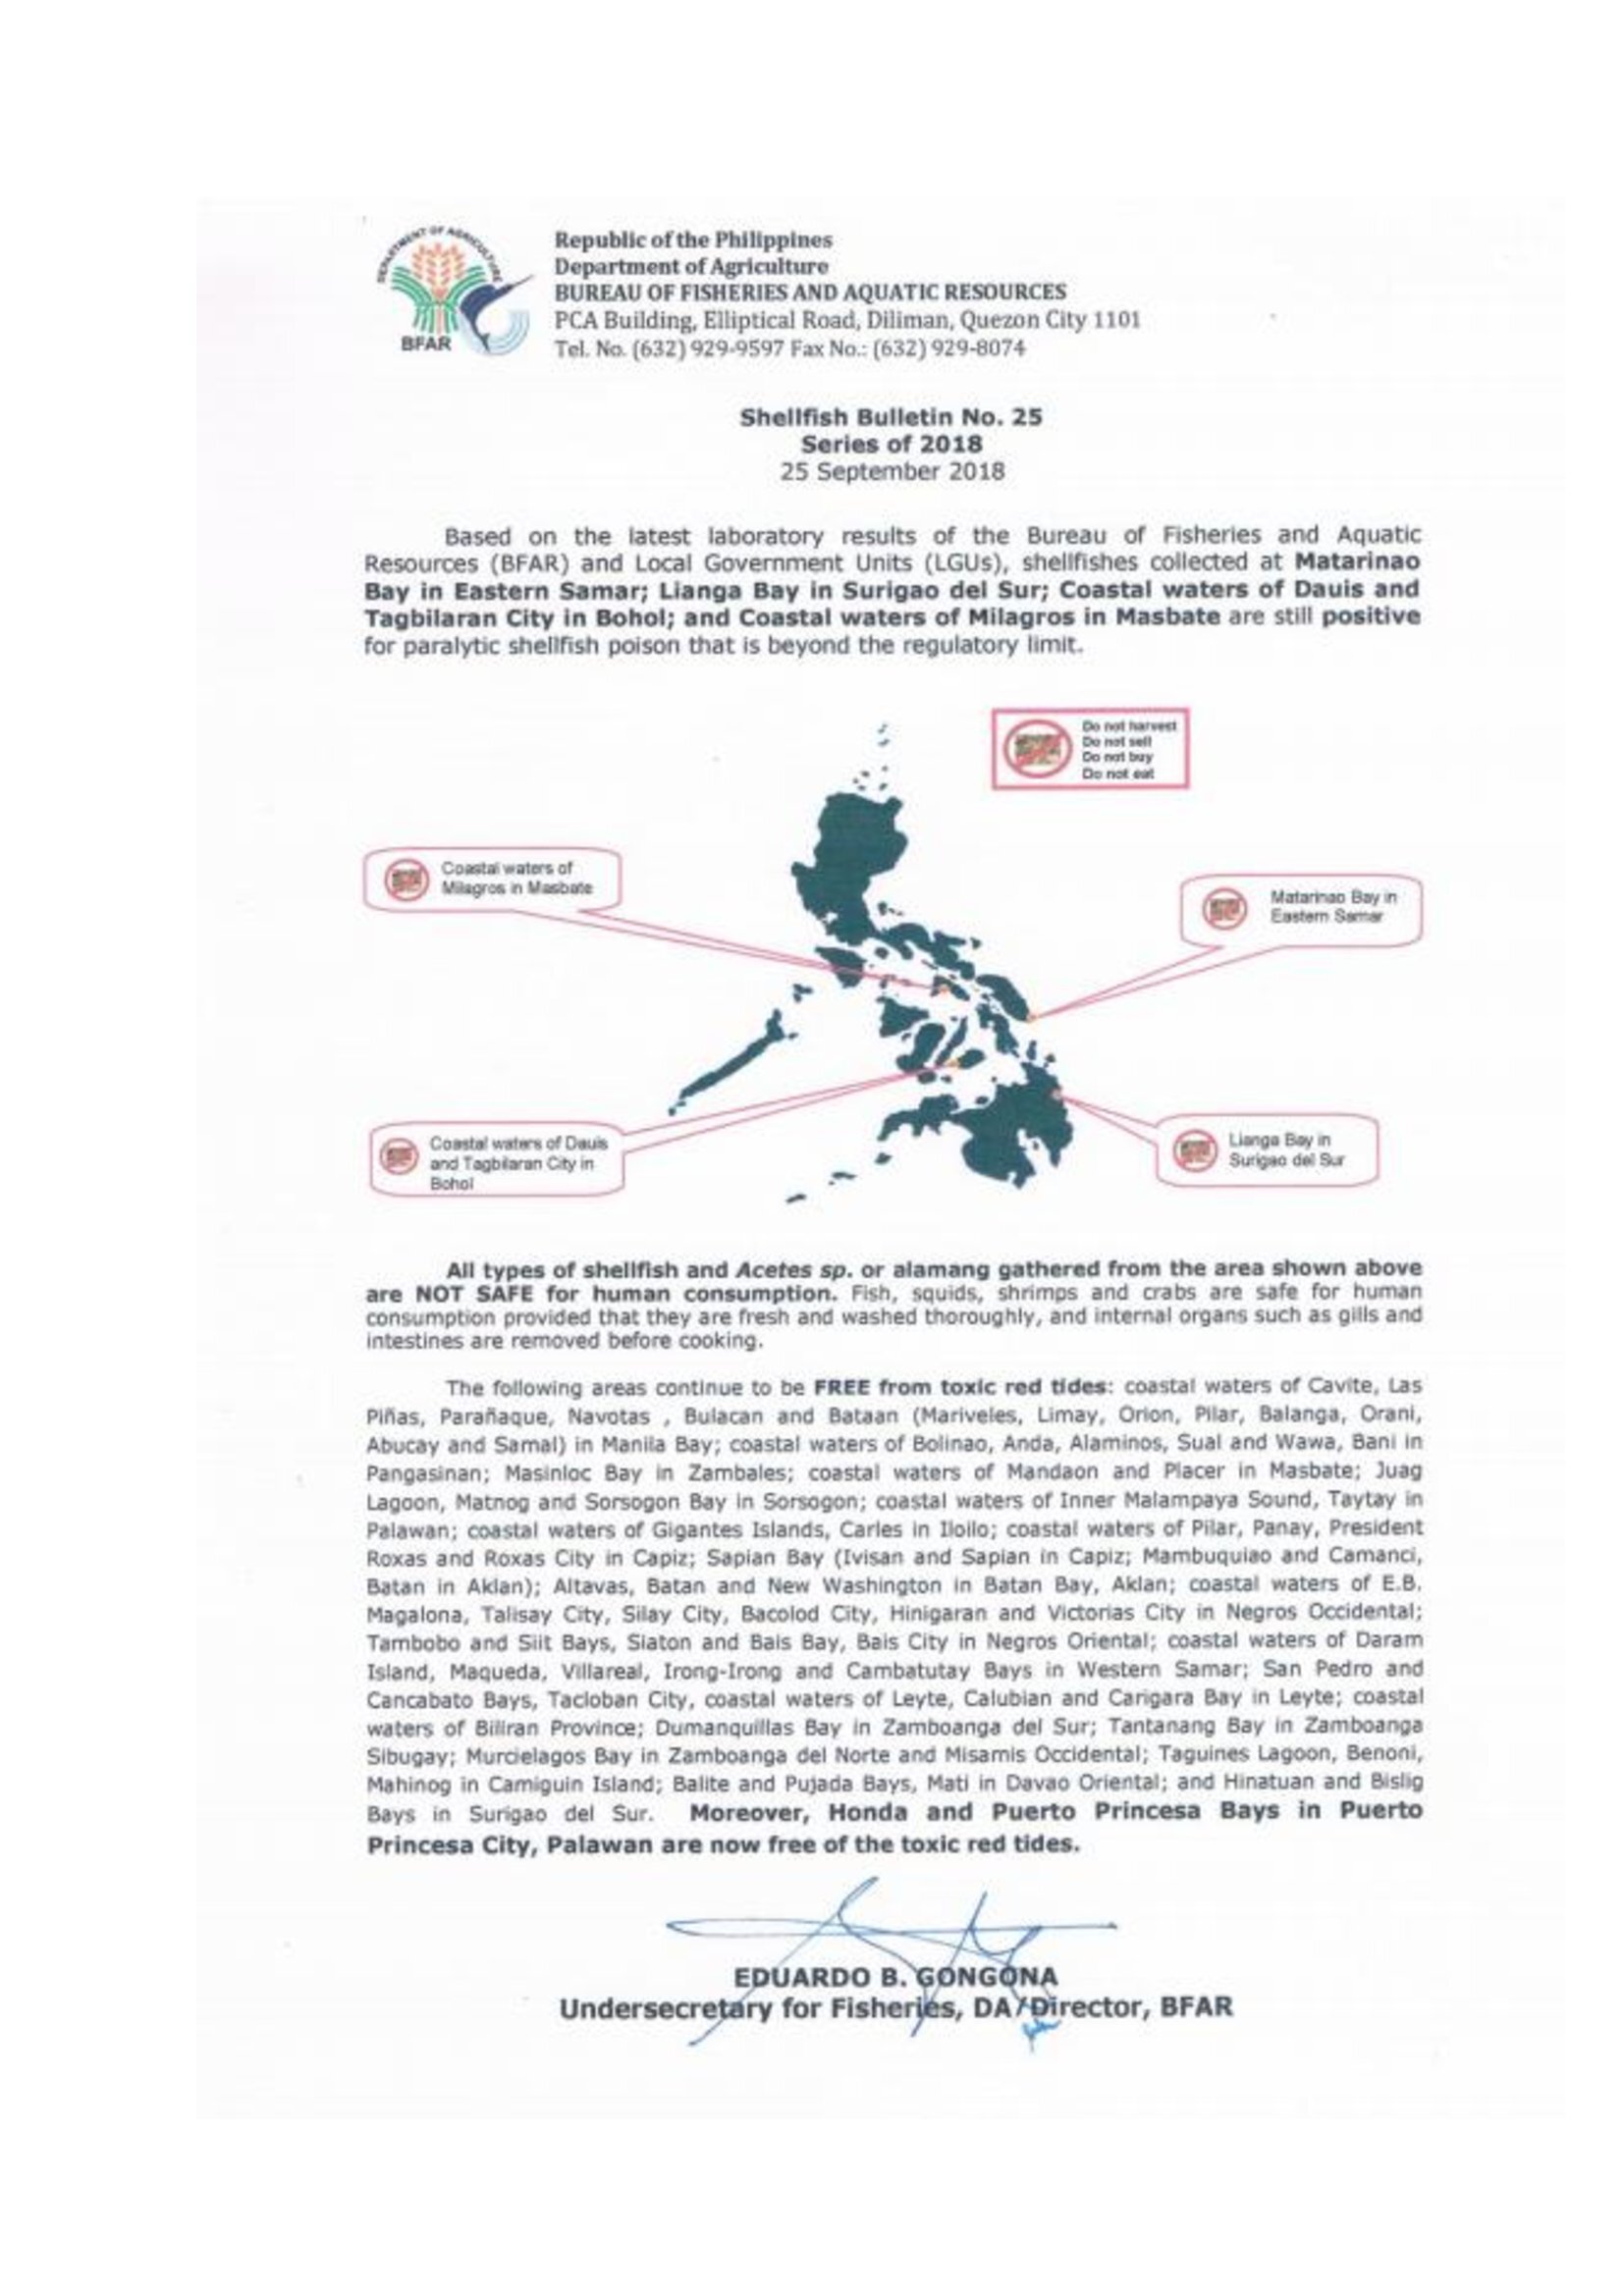 DEPARTMENT OF AGRICULTURE
BFAR
Republic of the Philippines
Department of Agriculture
BUREAU OF FISHERIES AND AQUATIC RESOURCES
PCA Building, Elliptical Road, Diliman, Quezon City 1101
Tel. No. (632) 929-9597 Fax No.: (632) 929-8074
Shellfish Bulletin No. 25
Series of 2018
25 September 2018
Based on the latest laboratory results of the Bureau of Fisheries and Aquatic
Resources (BFAR) and Local Government Units (LGUs), shellfishes collected at Matarinao
Bay in Eastern Samar; Lianga Bay in Surigao del Sur; Coastal waters of Dauis and
Tagbilaran City in Bohol; and Coastal waters of Milagros in Masbate are still positive
for paralytic shellfish poison that is beyond the regulatory limit.
Do not harvest
Do not sell
Do not buy
Do not eat
Coastal waters of
Milagros in Masbate
Matarinao Bay in
Eastern Samar
Coastal waters of Dauis
and Tagbilaran City in
Bohol
Lianga Bay in
Surigao del Sur
All types of shellfish and Acetes sp. or alamang gathered from the area shown above
are NOT SAFE for human consumption. Fish, squids, shrimps and crabs are safe for human
consumption provided that they are fresh and washed thoroughly, and internal organs such as gills and
intestines are removed before cooking.
The following areas continue to be FREE from toxic red tides: coastal waters of Cavite, Las
Piñas, Parañaque, Navotas , Bulacan and Bataan (Mariveles, Limay, Orion, Pilar, Balanga, Orani,
Abucay and Samal) in Manila Bay; coastal waters of Bolinao, Anda, Alaminos, Sual and Wawa, Bani in
Pangasinan; Masinloc Bay in Zambales; coastal waters of Mandaon and Placer in Masbate; Juag
Lagoon, Matnog and Sorsogon Bay in Sorsogon; coastal waters of Inner Malampaya Sound, Taytay in
Palawan; coastal waters of Gigantes Islands, Carles in Iloilo; coastal waters of Pilar, Panay, President
Roxas and Roxas City in Capiz; Sapian Bay (Ivisan and Sapian in Capiz; Mambuquiao and Camanci,
Batan in Aklan); Altavas, Batan and New Washington in Batan Bay, Aklan; coastal waters of E.B.
Magalona, Talisay City, Silay City, Bacolod City, Hinigaran and Victorias City in Negros Occidental;
Tambobo and Siit Bays, Siaton and Bais Bay, Bais City in Negros Oriental; coastal waters of Daram
Island, Maqueda, Villareal, Irong-Irong and Cambatutay Bays in Western Samar; San Pedro and
Cancabato Bays, Tacloban City, coastal waters of Leyte, Calubian and Carigara Bay in Leyte; coastal
waters of Biliran Province; Dumanquillas Bay in Zamboanga del Sur; Tantanang Bay in Zamboanga
Sibugay; Murcielagos Bay in Zamboanga del Norte and Misamis Occidental; Taguines Lagoon, Benoni,
Mahinog in Camiguin Island; Balite and Pujada Bays, Mati in Davao Oriental; and Hinatuan and Bislig
Bays in Surigao del Sur. Moreover, Honda and Puerto Princesa Bays in Puerto
Princesa City, Palawan are now free of the toxic red tides.
EDUARDO B. GONGONA
Undersecretary for Fisheries, DA/Director, BFAR